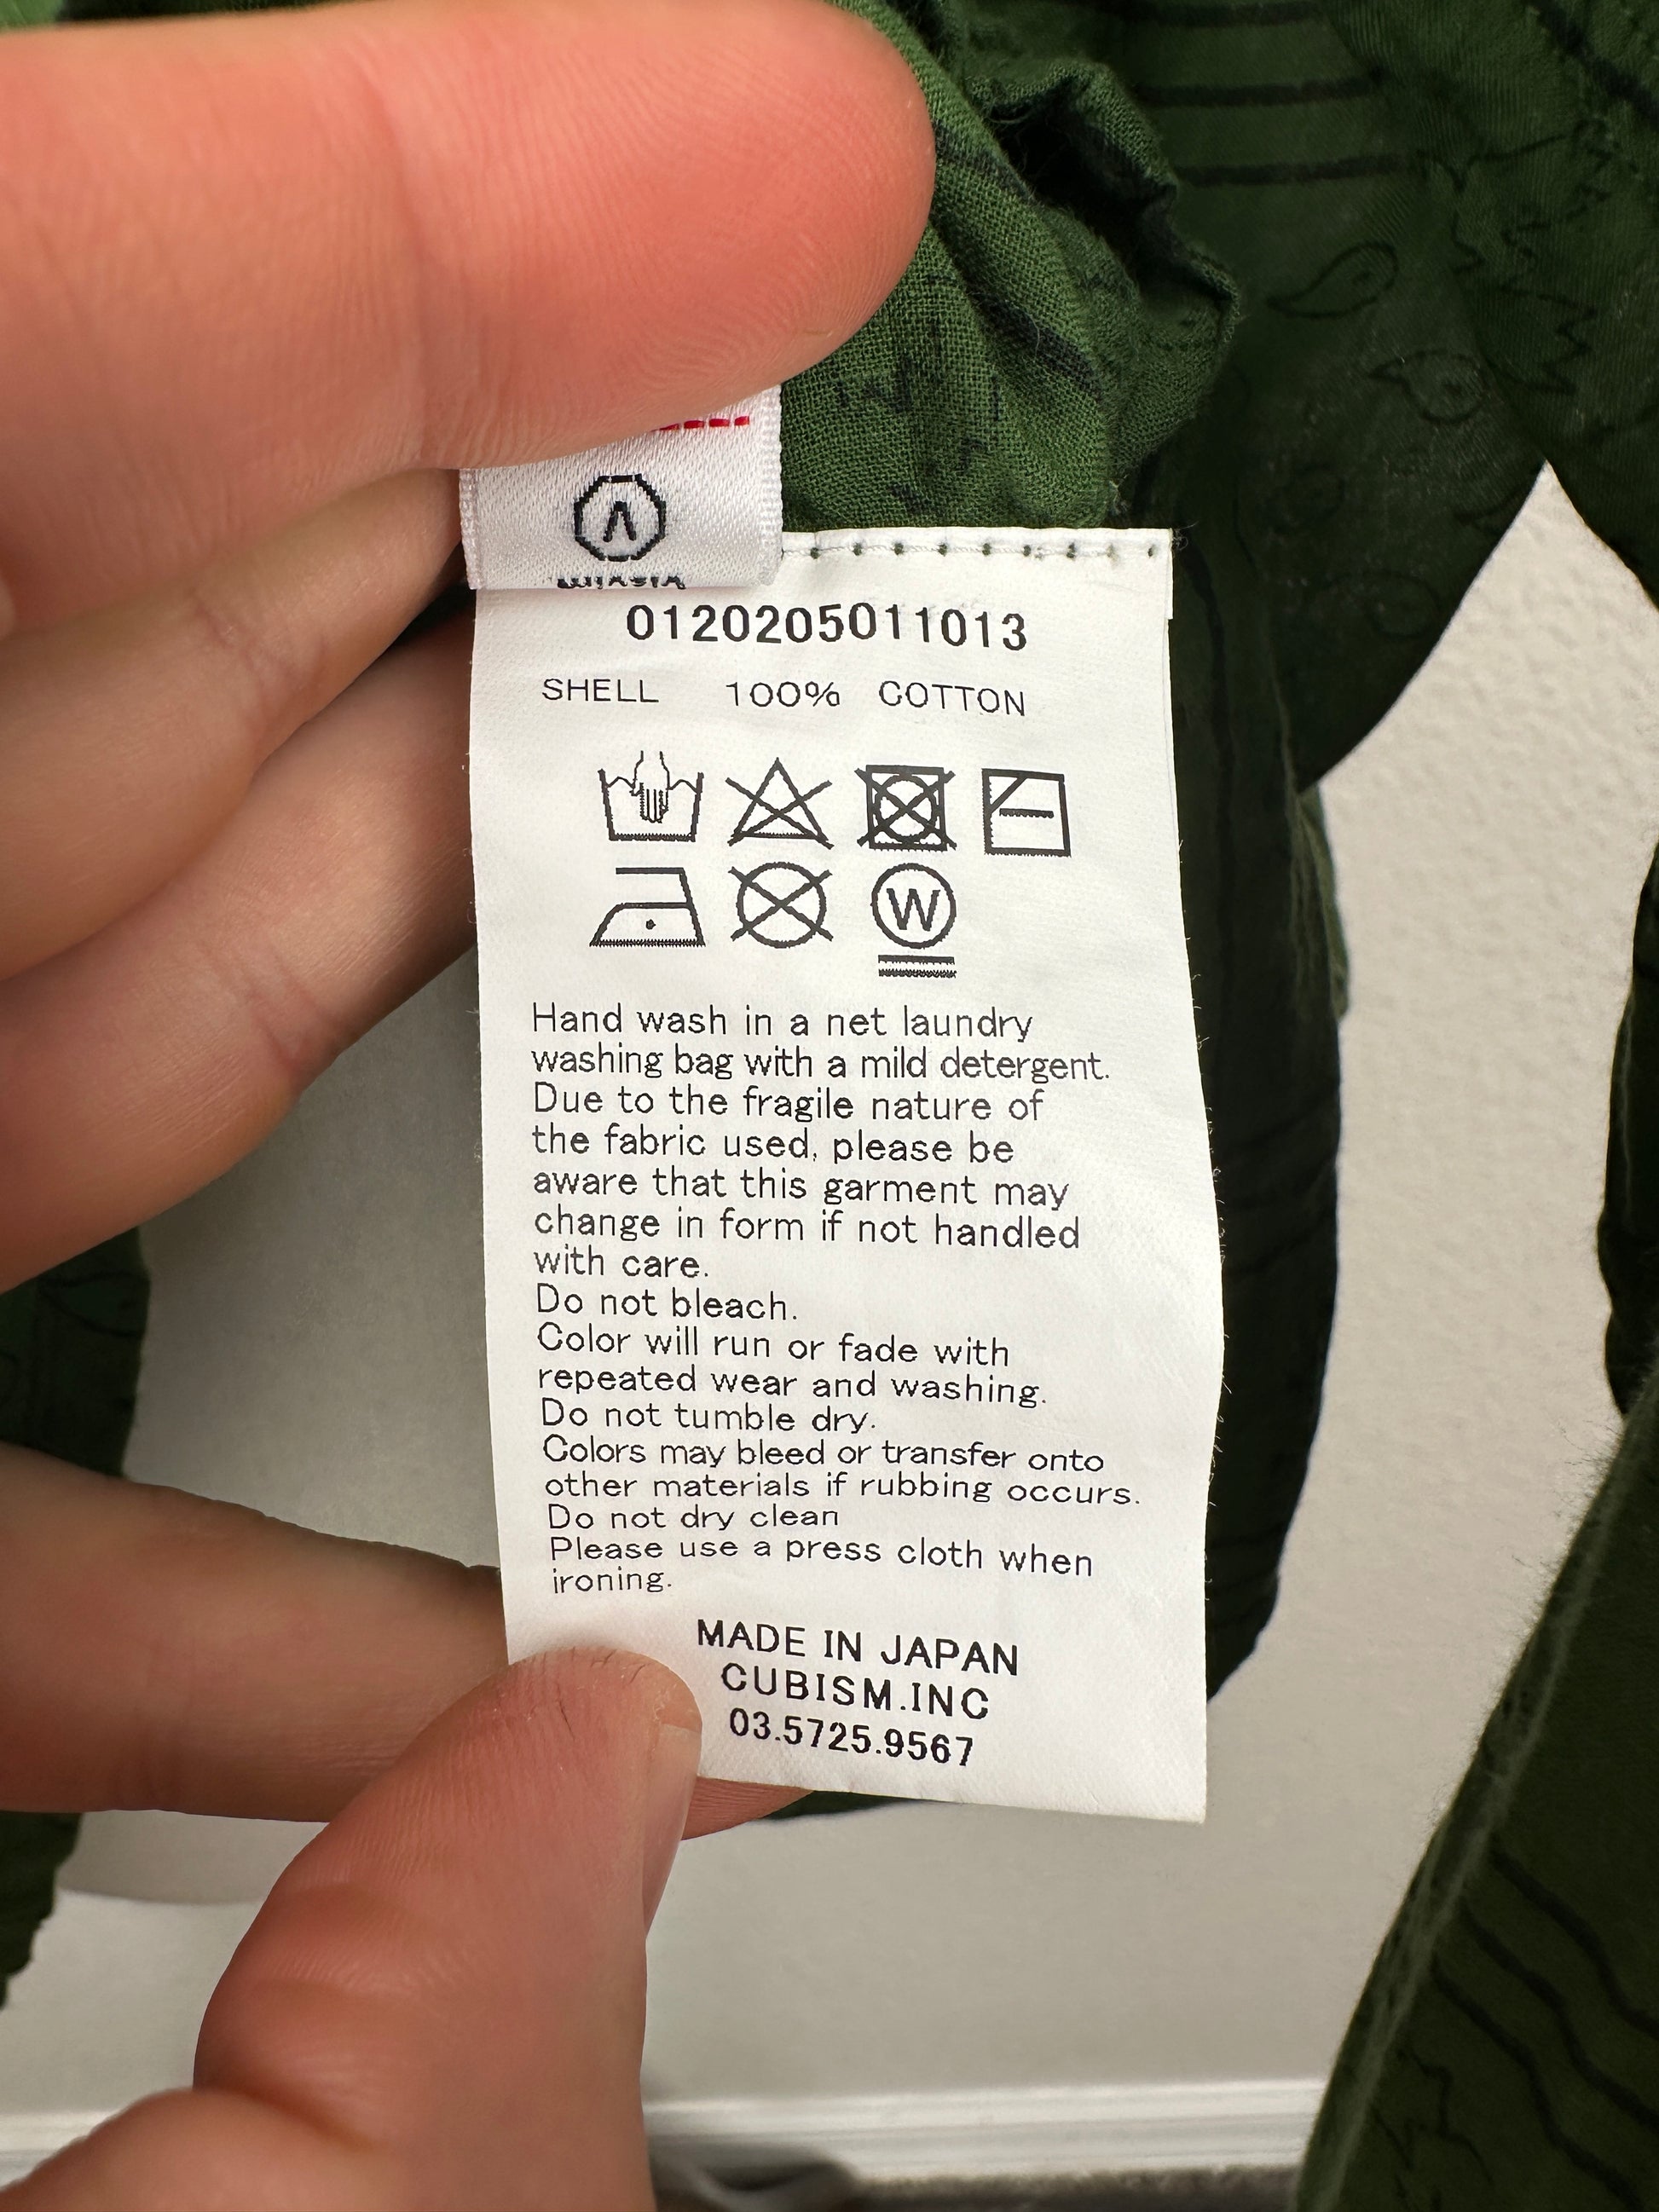 0120205011013
SHELL 100% COTTON
W
Hand wash in a net laundry
washing bag with a mild detergent.
Due to the fragile nature of
the fabric used, please be
aware that this garment may
change in form if not handled
with care.
Do not bleach.
Color will run or fade with
repeated wear and washing.
Do not tumble dry.
Colors may bleed or transfer onto
other materials if rubbing occurs.
Do not dry clean
Please use a press cloth when
ironing.
MADE IN JAPAN
CUBISM.INC
03.5725.9567